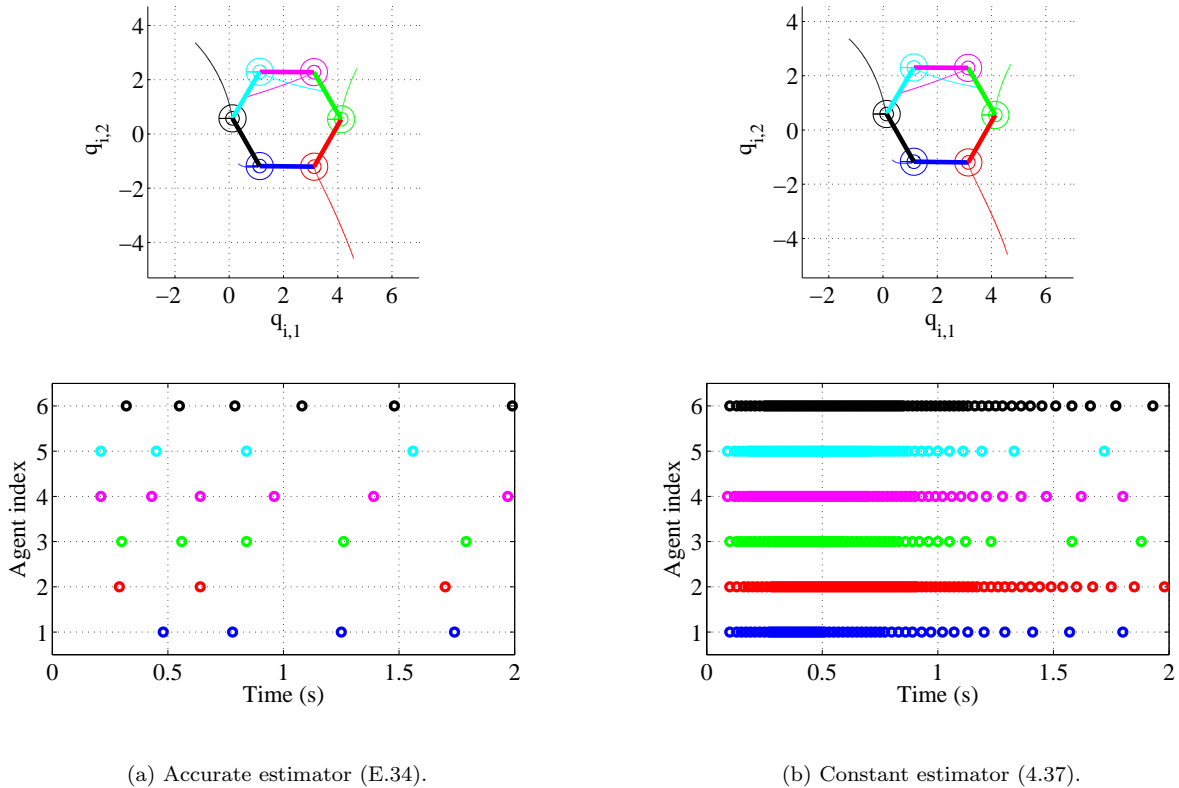 4
2
0
−2
−4
q_{i,2}
−2 0 2 4 6
q_{i,1}
4
2
0
−2
−4
q_{i,2}
−2 0 2 4 6
q_{i,1}
6
5
4
3
2
1
Agent index
0 0.5 1 1.5 2
Time (s)
6
5
4
3
2
1
Agent index
0 0.5 1 1.5 2
Time (s)
(a) Accurate estimator (E.34).
(b) Constant estimator (4.37).